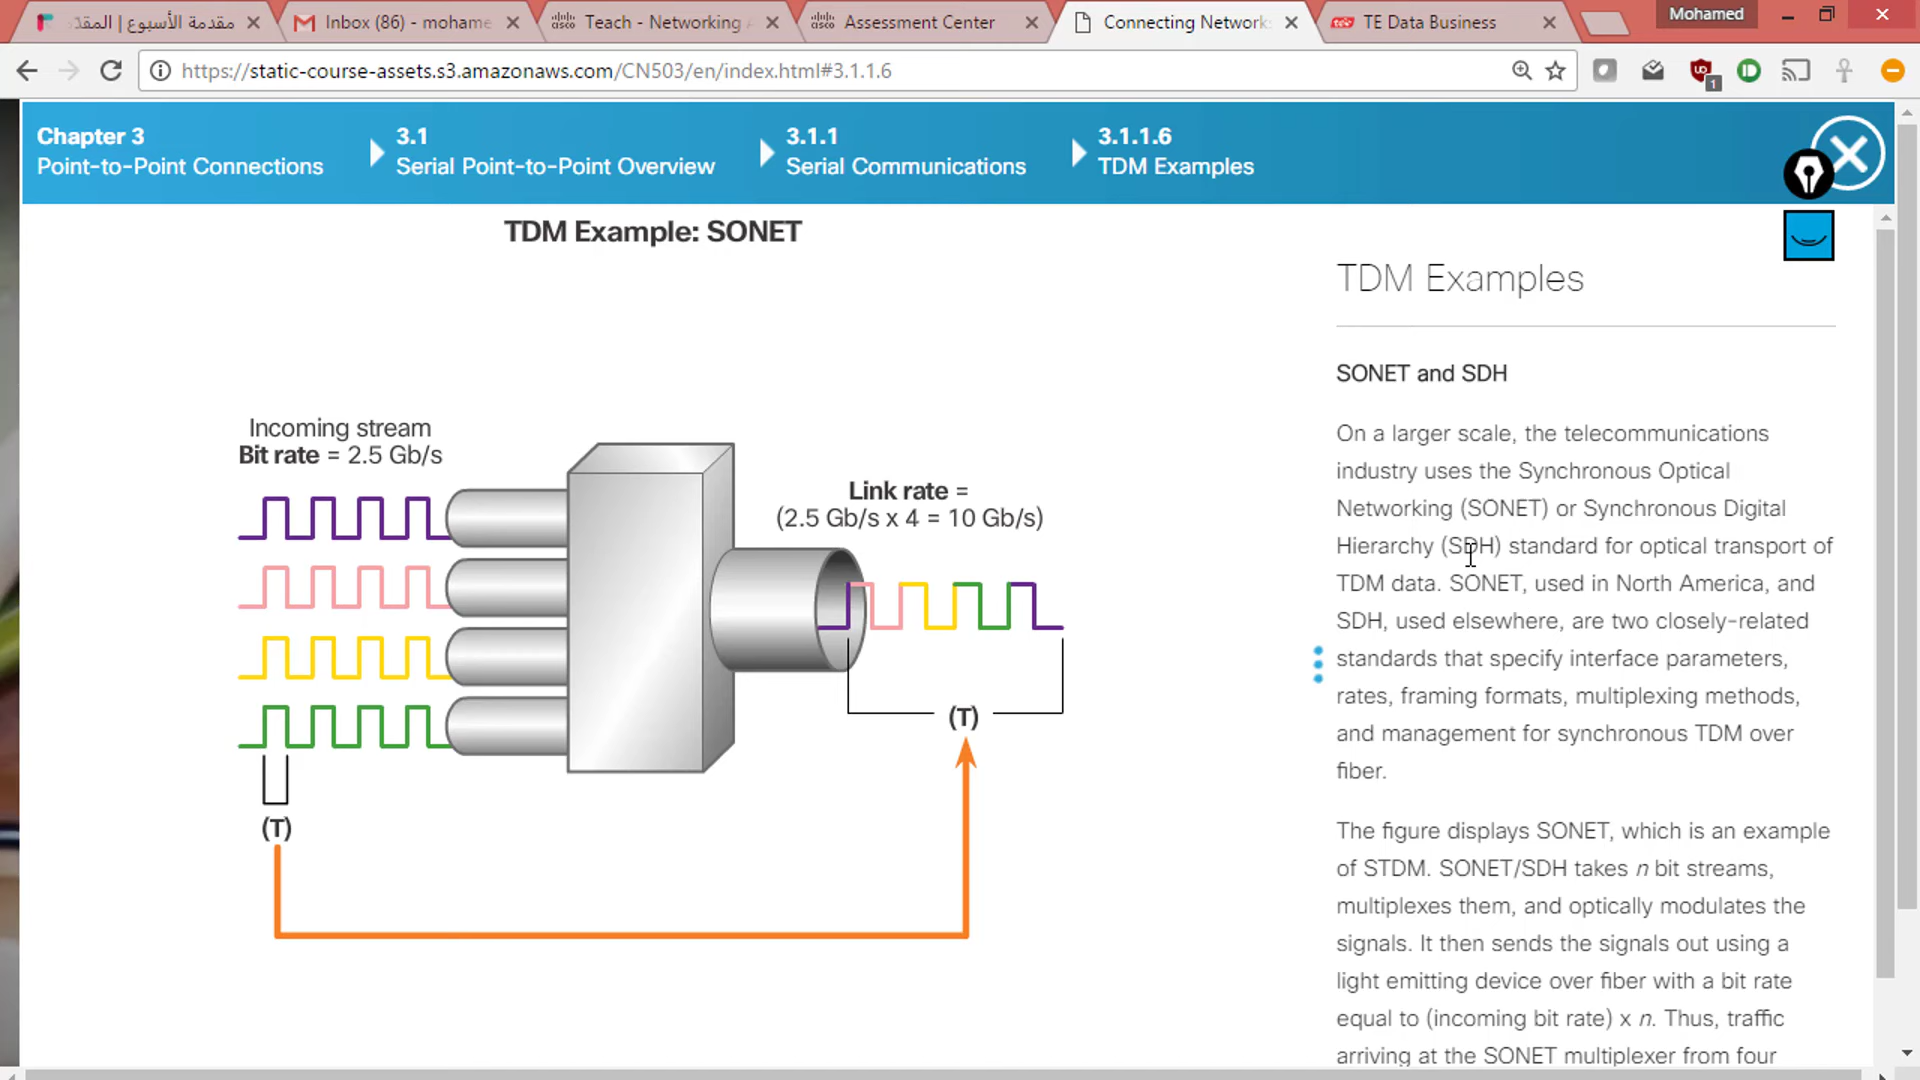 مقدمة الأسبوع | المقدّ
Inbox (86) - mohame
Teach - Networking A
Assessment Center
Connecting Network
TE Data Business
Mohamed
https://static-course-assets.s3.amazonaws.com/CN503/en/index.html#3.1.1.6
1
Chapter 3
Point-to-Point Connections
3.1
Serial Point-to-Point Overview
3.1.1
Serial Communications
3.1.1.6
TDM Examples
TDM Example: SONET
Incoming stream
Bit rate = 2.5 Gb/s
Link rate =
(2.5 Gb/s x 4 = 10 Gb/s)
(T)
(T)
TDM Examples
SONET and SDH
On a larger scale, the telecommunications
industry uses the Synchronous Optical
Networking (SONET) or Synchronous Digital
Hierarchy (SDH) standard for optical transport of
TDM data. SONET, used in North America, and
SDH, used elsewhere, are two closely-related
standards that specify interface parameters,
rates, framing formats, multiplexing methods,
and management for synchronous TDM over
fiber.
The figure displays SONET, which is an example
of STDM. SONET/SDH takes n bit streams,
multiplexes them, and optically modulates the
signals. It then sends the signals out using a
light emitting device over fiber with a bit rate
equal to (incoming bit rate) x n. Thus, traffic
arriving at the SONET multiplexer from four